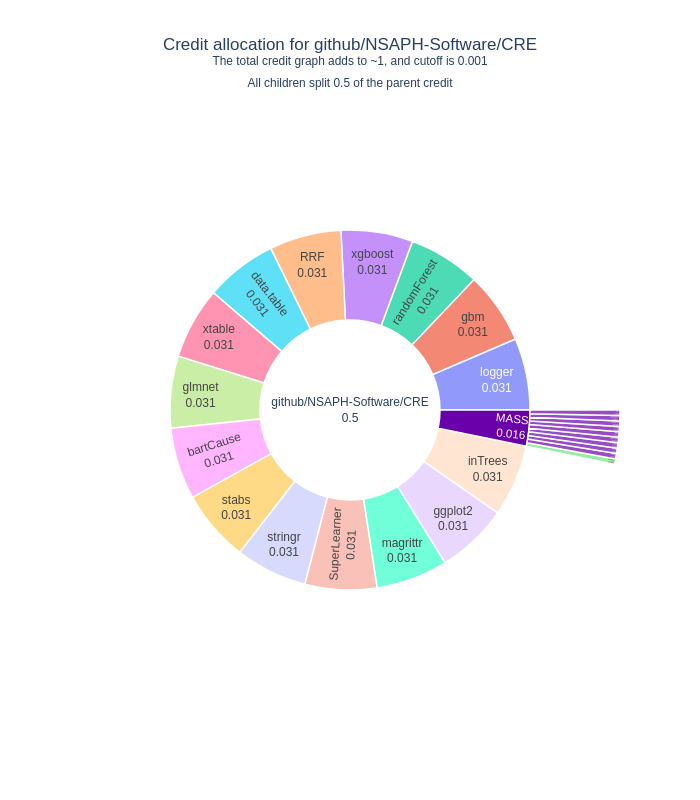 Credit allocation for github/NSAPH-Software/CRE
The total credit graph adds to ~1, and cutoff is 0.001
All children split 0.5 of the parent credit
github/NSAPH-Software/CRE
0.5
logger
0.031
gbm
0.031
randomForest
0.031
xgboost
0.031
RRF
0.031
data.table
0.031
xtable
0.031
glmnet
0.031
bartCause
0.031
stabs
0.031
stringr
0.031
SuperLearner
0.031
magrittr
0.031
ggplot2
0.031
inTrees
0.031
MASS
0.016